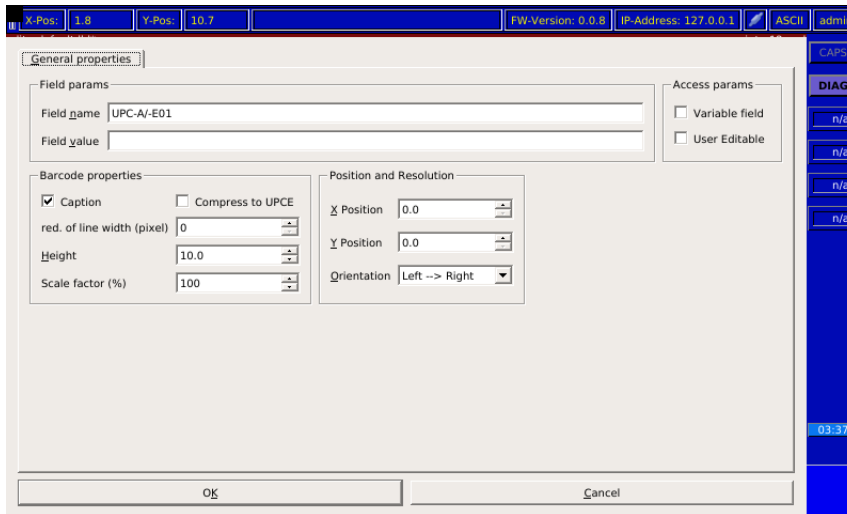 X-Pos: 1.8 Y-Pos: 10.7 FW-Version: 0.0.8 IP-Address: 127.0.0.1 ASCII admi
CAPS
General properties
DIAG
Field params
Access params
Field name UPC-A/-E01
Variable field
n/a
Field value
User Editable
n/a
Barcode properties
Position and Resolution
n/a
Caption Compress to UPCE
X Position 0.0
n/a
red. of line width (pixel) 0
Y Position 0.0
Height 10.0
Orientation Left --> Right
Scale factor (%) 100
03:37
OK
Cancel